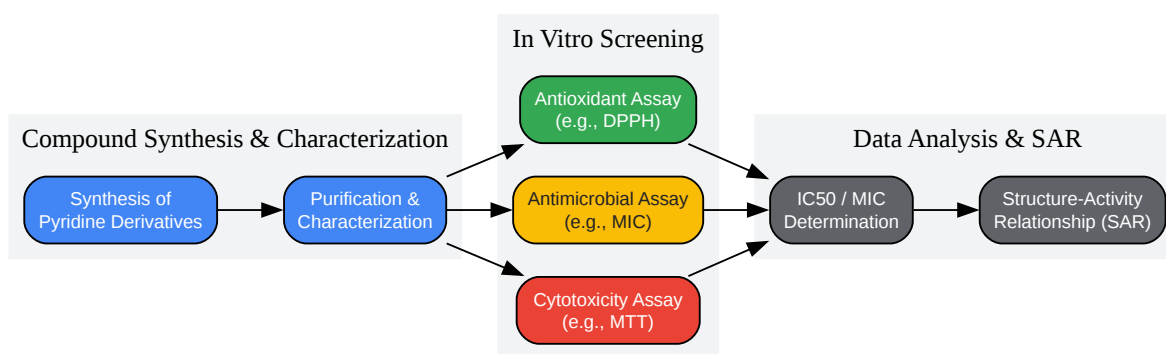 Compound Synthesis & Characterization
Synthesis of
Pyridine Derivatives
Purification &
Characterization
In Vitro Screening
Antioxidant Assay
(e.g., DPPH)
Antimicrobial Assay
(e.g., MIC)
Cytotoxicity Assay
(e.g., MTT)
Data Analysis & SAR
IC50 / MIC
Determination
Structure-Activity
Relationship (SAR)